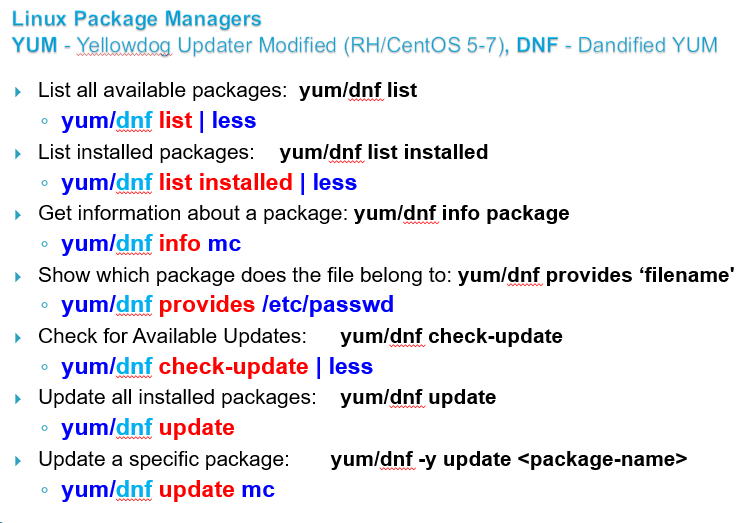 Linux Package Managers
YUM - Yellowdog Updater Modified (RH/CentOS 5-7), DNF - Dandified YUM
List all available packages: yum/dnf list
yum/dnf list | less
List installed packages: yum/dnf list installed
yum/dnf list installed | less
Get information about a package: yum/dnf info package
yum/dnf info mc
Show which package does the file belong to: yum/dnf provides ‘filename'
yum/dnf provides /etc/passwd
Check for Available Updates: yum/dnf check-update
yum/dnf check-update | less
Update all installed packages: yum/dnf update
yum/dnf update
Update a specific package: yum/dnf -y update <package-name>
yum/dnf update mc